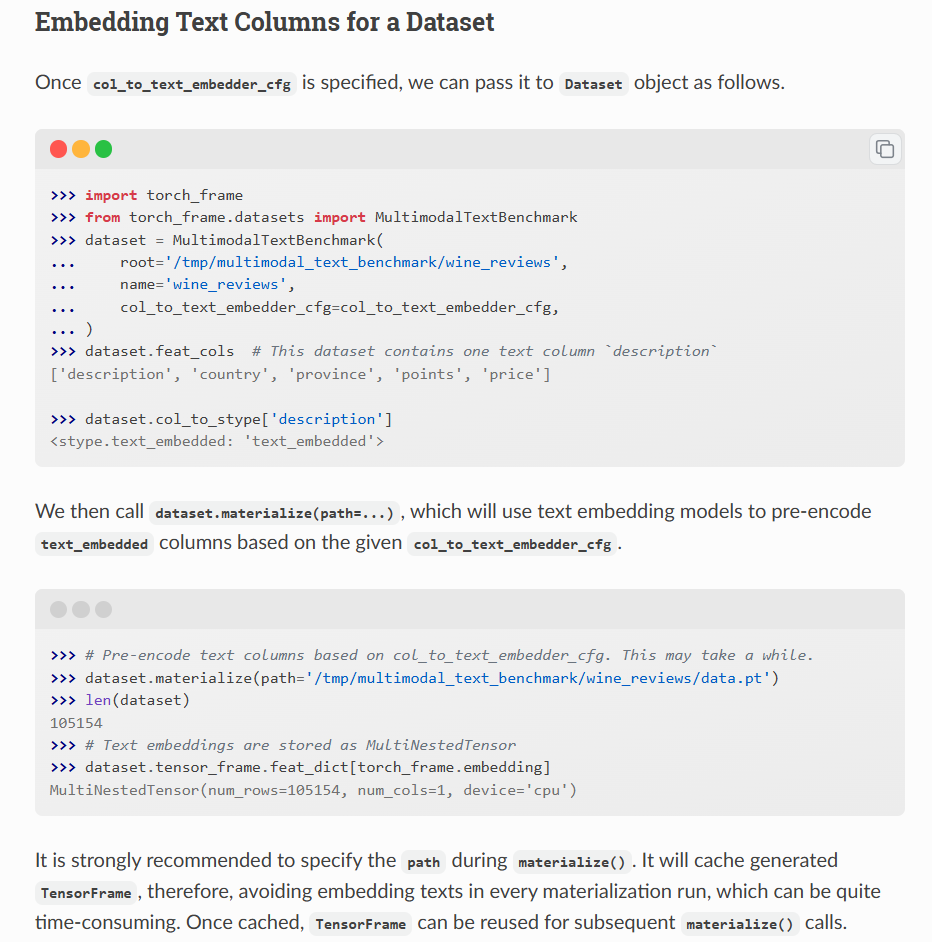 Embedding Text Columns for a Dataset
Once col_to_text_embedder_cfg is specified, we can pass it to Dataset object as follows.
>>> import torch_frame
>>> from torch_frame.datasets import MultimodalTextBenchmark
>>> dataset = MultimodalTextBenchmark(
...     root='/tmp/multimodal_text_benchmark/wine_reviews',
...     name='wine_reviews',
...     col_to_text_embedder_cfg=col_to_text_embedder_cfg,
... )
>>> dataset.feat_cols  # This dataset contains one text column `description`
['description', 'country', 'province', 'points', 'price']

>>> dataset.col_to_stype['description']
<stype.text_embedded: 'text_embedded'>
We then call dataset.materialize(path=...), which will use text embedding models to pre-encode
text_embedded columns based on the given col_to_text_embedder_cfg.
>>> # Pre-encode text columns based on col_to_text_embedder_cfg. This may take a while.
>>> dataset.materialize(path='/tmp/multimodal_text_benchmark/wine_reviews/data.pt')
>>> len(dataset)
105154
>>> # Text embeddings are stored as MultiNestedTensor
>>> dataset.tensor_frame.feat_dict[torch_frame.embedding]
MultiNestedTensor(num_rows=105154, num_cols=1, device='cpu')
It is strongly recommended to specify the path during materialize(). It will cache generated
TensorFrame, therefore, avoiding embedding texts in every materialization run, which can be quite
time-consuming. Once cached, TensorFrame can be reused for subsequent materialize() calls.